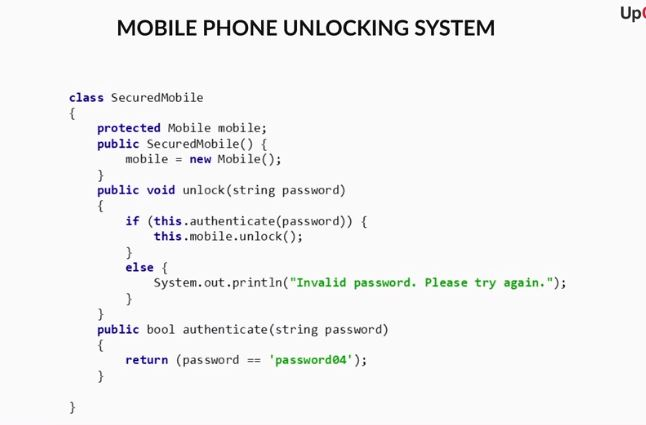 Up
MOBILE PHONE UNLOCKING SYSTEM
class SecuredMobile
{
    protected Mobile mobile;
    public SecuredMobile() {
        mobile = new Mobile();
    }
    public void unlock(string password)
    {
        if (this.authenticate(password)) {
            this.mobile.unlock();
        }
        else {
            System.out.println("Invalid password. Please try again.");
        }
    }
    public bool authenticate(string password)
    {
        return (password == 'password04');
    }
}